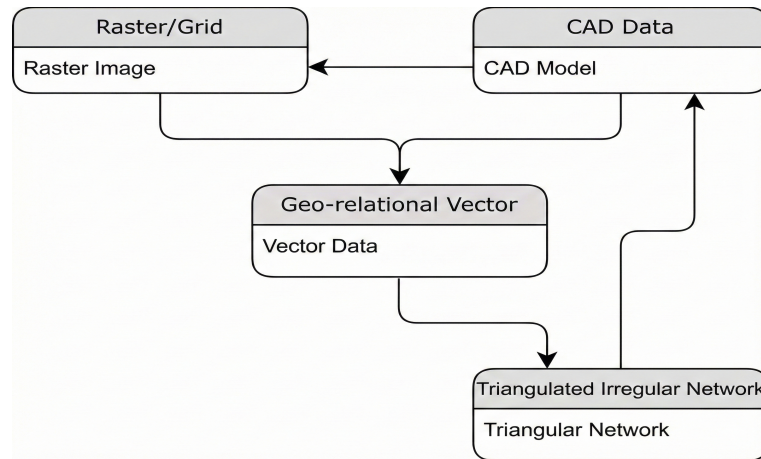 Raster/Grid
Raster Image
CAD Data
CAD Model
Geo-relational Vector
Vector Data
Triangulated Irregular Network
Triangular Network